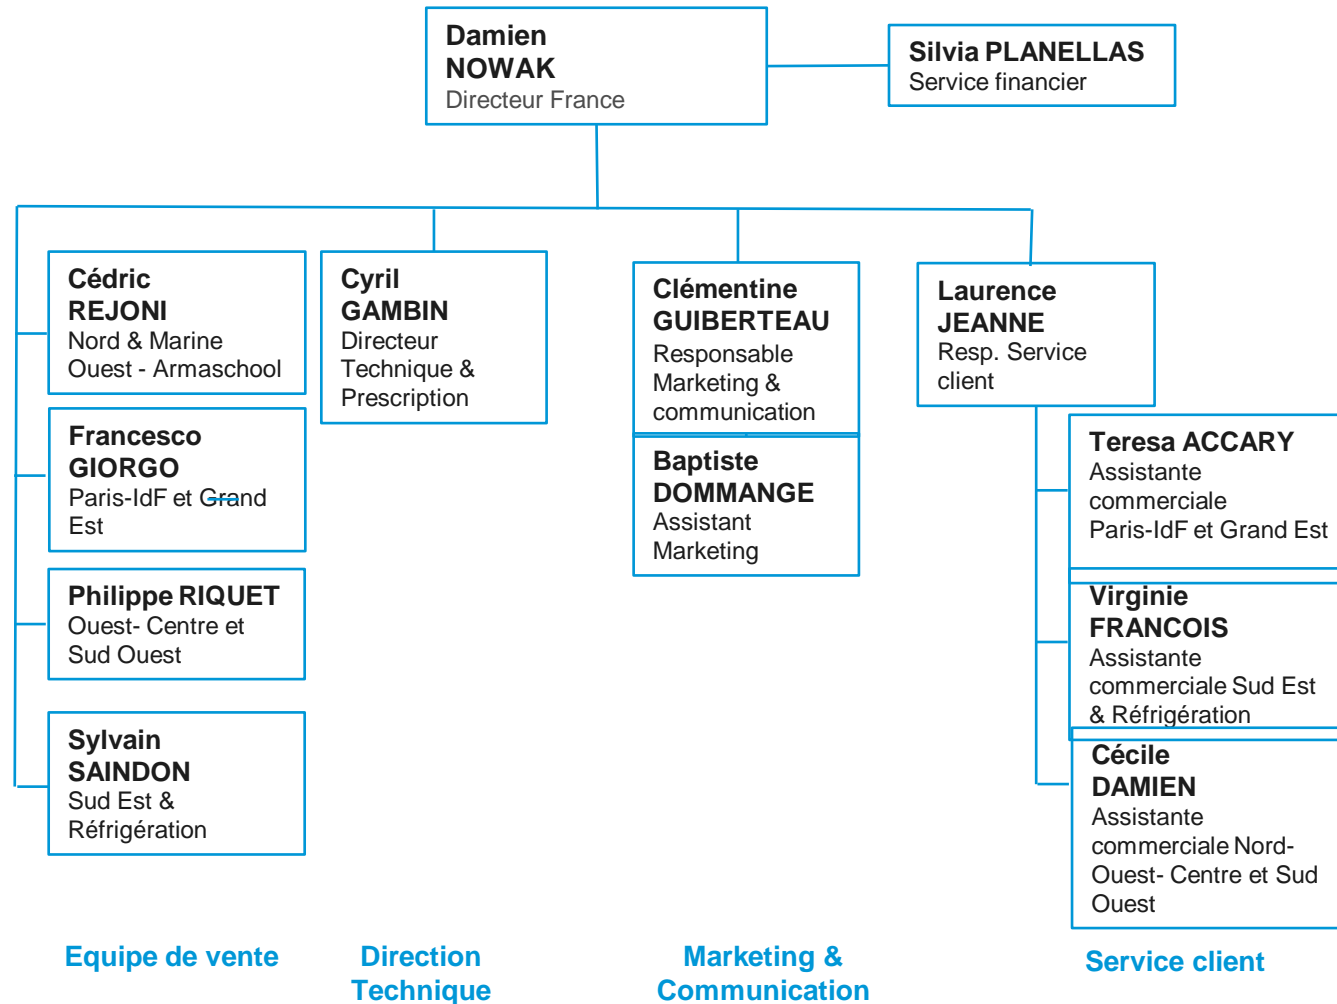 Damien
NOWAK
Directeur France
Silvia PLANELLAS
Service financier
Cédric
REJONI
Nord & Marine
Ouest - Armaschool
Francesco
GIORGO
Paris-IdF et Grand
Est
Philippe RIQUET
Ouest- Centre et
Sud Ouest
Sylvain
SAINDON
Sud Est &
Réfrigération
Equipe de vente
Cyril
GAMBIN
Directeur
Technique &
Prescription
Direction
Technique
Clémentine
GUIBERTEAU
Responsable
Marketing &
communication
Baptiste
DOMMANGE
Assistant
Marketing
Marketing &
Communication
Laurence
JEANNE
Resp. Service
client
Teresa ACCARY
Assistante
commerciale
Paris-IdF et Grand Est
Virginie
FRANCOIS
Assistante
commerciale Sud Est
& Réfrigération
Cécile
DAMIEN
Assistante
commerciale Nord-
Ouest- Centre et Sud
Ouest
Service client